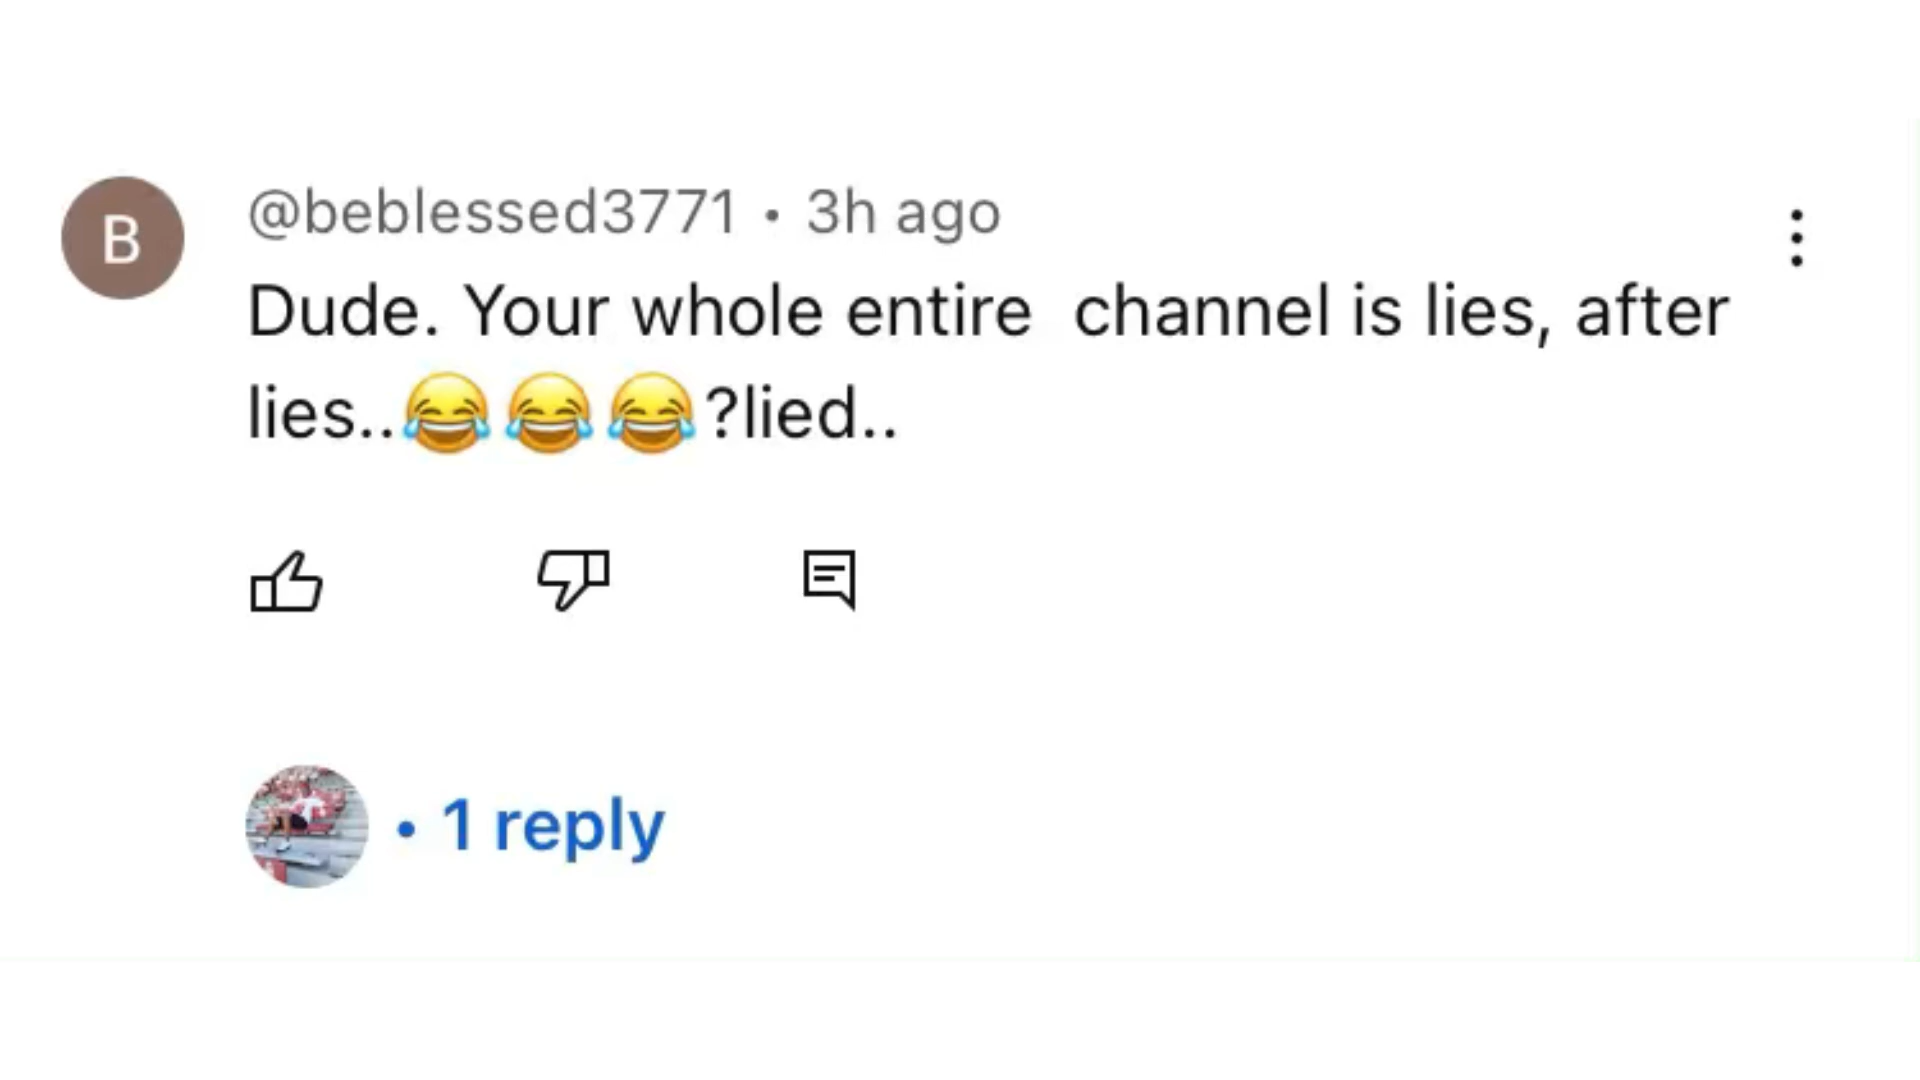 B
@beblessed3771 • 3h ago
Dude. Your whole entire  channel is lies, after
lies..😂😂😂?lied..
• 1 reply